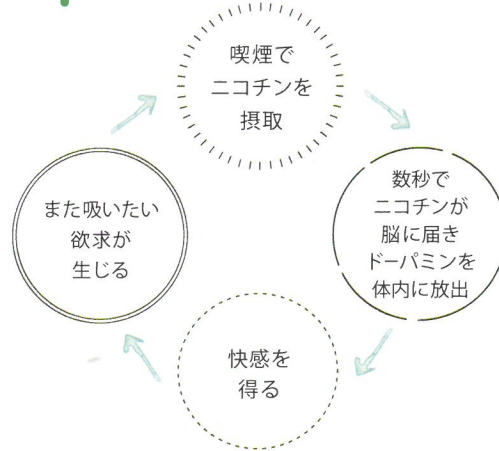 喫煙で
ニコチンを
摂取
数秒で
ニコチンが
脳に届き
ドーパミンを
体内に放出
快感を
得る
また吸いたい
欲求が
生じる